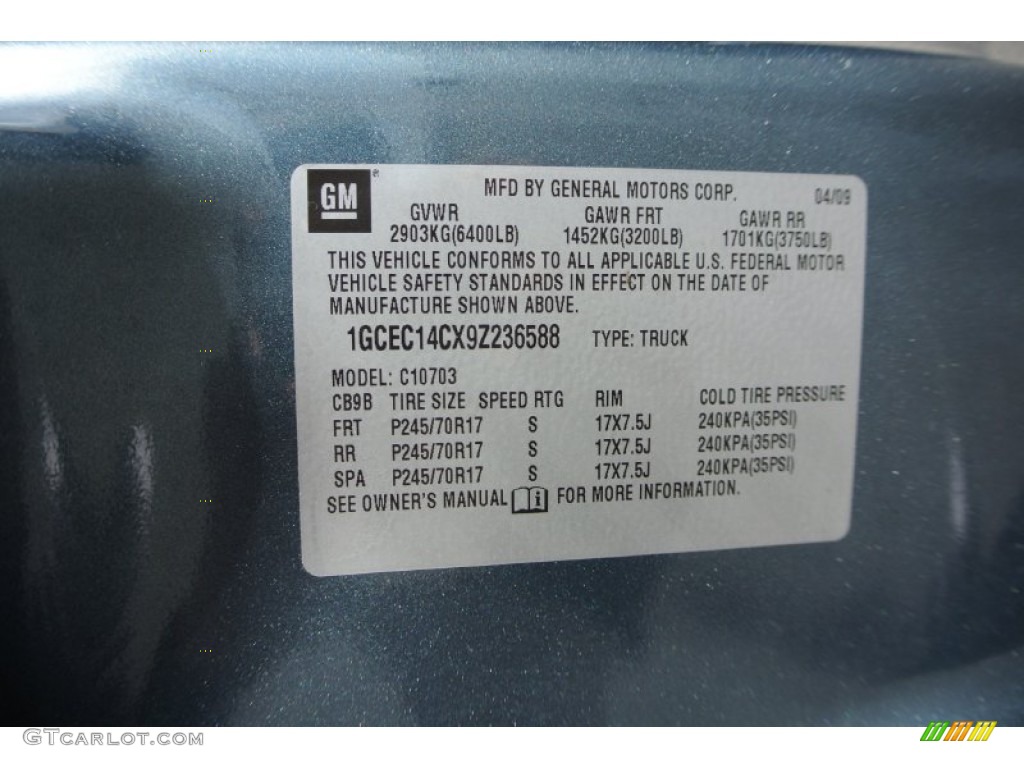 GM
MFD BY GENERAL MOTORS CORP. 04/09
GVWR GAWR FRT GAWR RR
2903KG(6400LB) 1452KG(3200LB) 1701KG(3750LB)
THIS VEHICLE CONFORMS TO ALL APPLICABLE U.S. FEDERAL MOTOR
VEHICLE SAFETY STANDARDS IN EFFECT ON THE DATE OF
MANUFACTURE SHOWN ABOVE.
1GCEC14CX9Z236588 TYPE: TRUCK
MODEL: C10703
CB9B TIRE SIZE SPEED RTG RIM COLD TIRE PRESSURE
FRT P245/70R17 S 17X7.5J 240KPA(35PSI)
RR P245/70R17 S 17X7.5J 240KPA(35PSI)
SPA P245/70R17 S 17X7.5J 240KPA(35PSI)
SEE OWNER'S MANUAL i FOR MORE INFORMATION.
GTCARLOT.COM